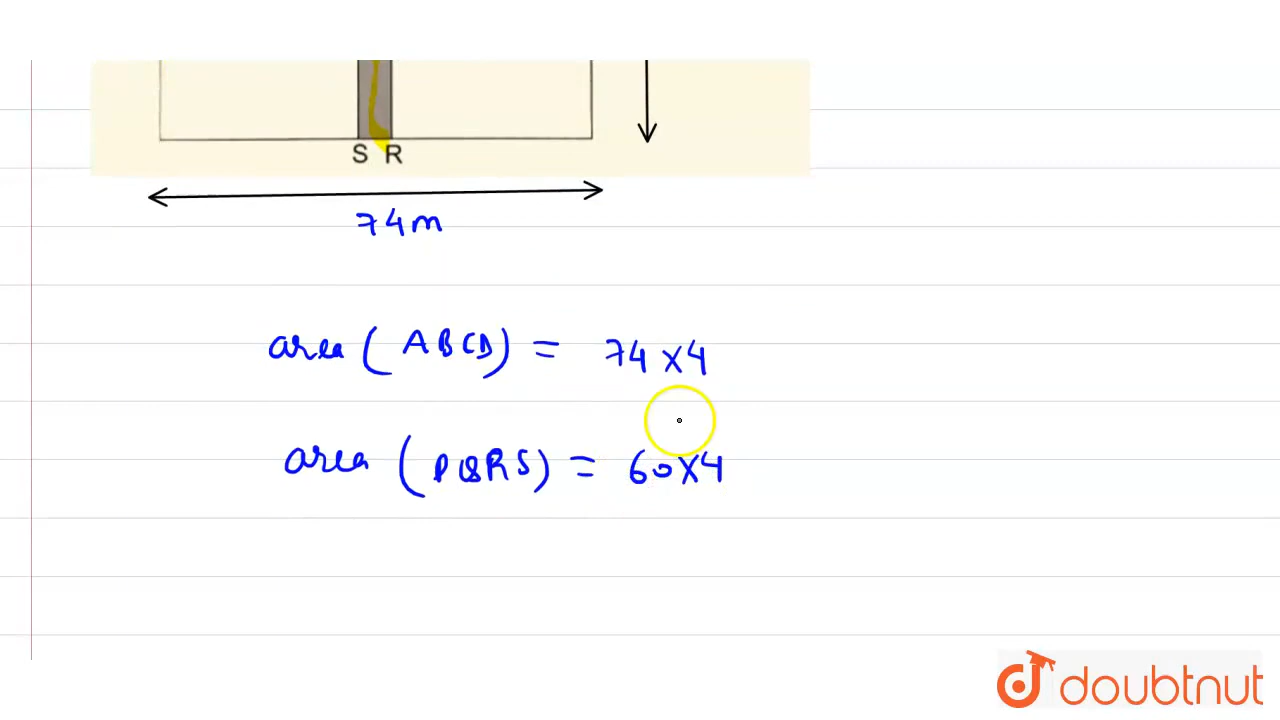 S R
74m
area (ABCD) = 74×4
area (PQRS) = 60×4
doubtnut